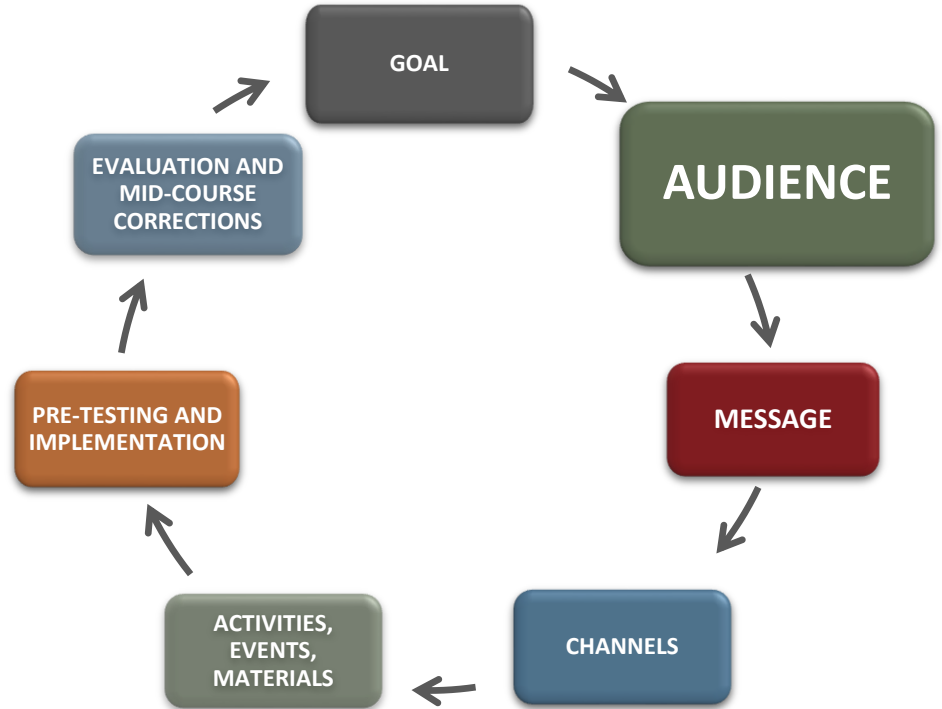 GOAL
AUDIENCE
MESSAGE
CHANNELS
ACTIVITIES,
EVENTS,
MATERIALS
PRE-TESTING AND
IMPLEMENTATION
EVALUATION AND
MID-COURSE
CORRECTIONS